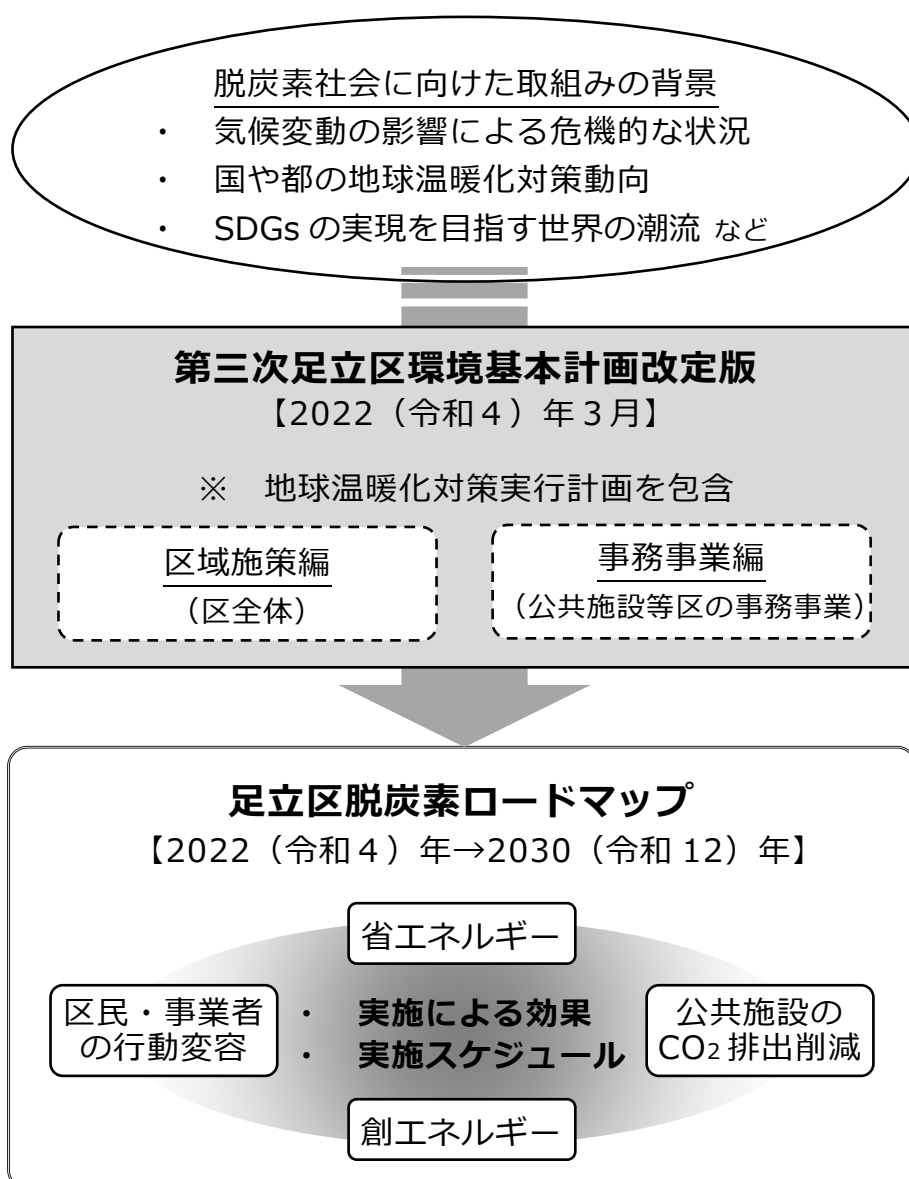 脱炭素社会に向けた取組みの背景
・ 気候変動の影響による危機的な状況
・ 国や都の地球温暖化対策動向
・ SDGs の実現を目指す世界の潮流 など
第三次足立区環境基本計画改定版
【2022（令和４）年３月】
※ 地球温暖化対策実行計画を包含
区域施策編
（区全体）
事務事業編
（公共施設等区の事務事業）
足立区脱炭素ロードマップ
【2022（令和４）年→2030（令和 12）年】
省エネルギー
区民・事業者
の行動変容
・ 実施による効果
・ 実施スケジュール
公共施設の
CO2 排出削減
創エネルギー